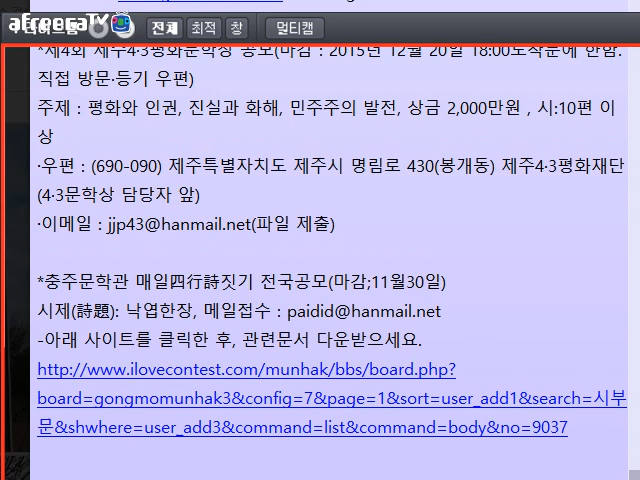 afreecaTV
전체 최적 창 멀티캠
*제4회 제주4·3평화문학상 공모(마감 : 2015년 12월 20일 18:00도착분에 한함.
직접 방문·등기 우편)
주제 : 평화와 인권, 진실과 화해, 민주주의 발전, 상금 2,000만원 , 시:10편 이
상
·우편 : (690-090) 제주특별자치도 제주시 명림로 430(봉개동) 제주4·3평화재단
(4·3문학상 담당자 앞)
·이메일 : jjp43@hanmail.net(파일 제출)
*충주문학관 매일四行詩짓기 전국공모(마감;11월30일)
시제(詩題): 낙엽한장, 메일접수 : paidid@hanmail.net
-아래 사이트를 클릭한 후, 관련문서 다운받으세요.
http://www.ilovecontest.com/munhak/bbs/board.php?
board=gongmomunhak3&config=7&page=1&sort=user_add1&search=시부
문&shwhere=user_add3&command=list&command=body&no=9037